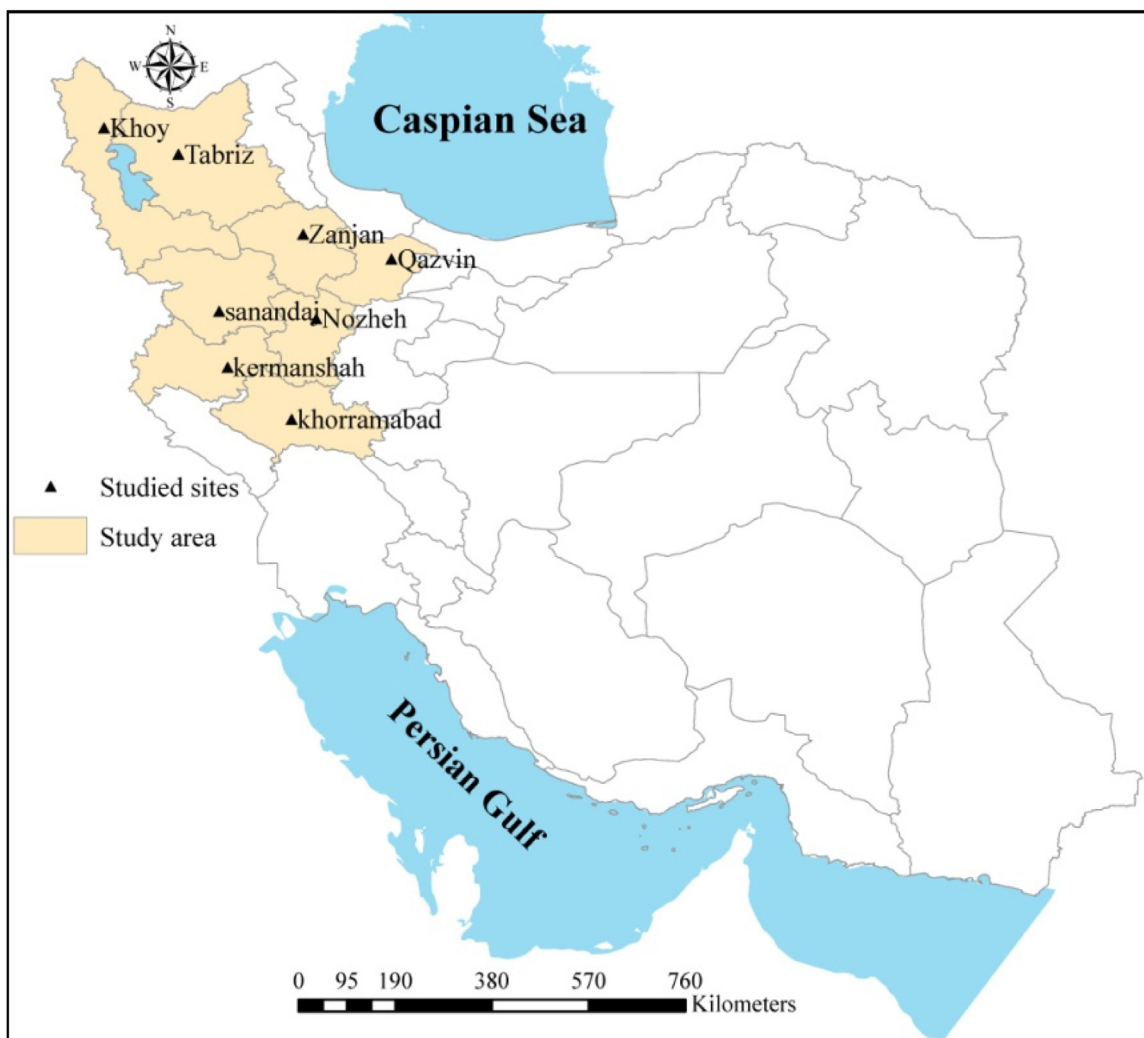 N
W E
S
Caspian Sea
Khoy
Tabriz
Zanjan
Qazvin
sanandaj
Nozheh
kermanshah
khorramabad
Studied sites
Study area
Persian Gulf
0 95 190 380 570 760
Kilometers